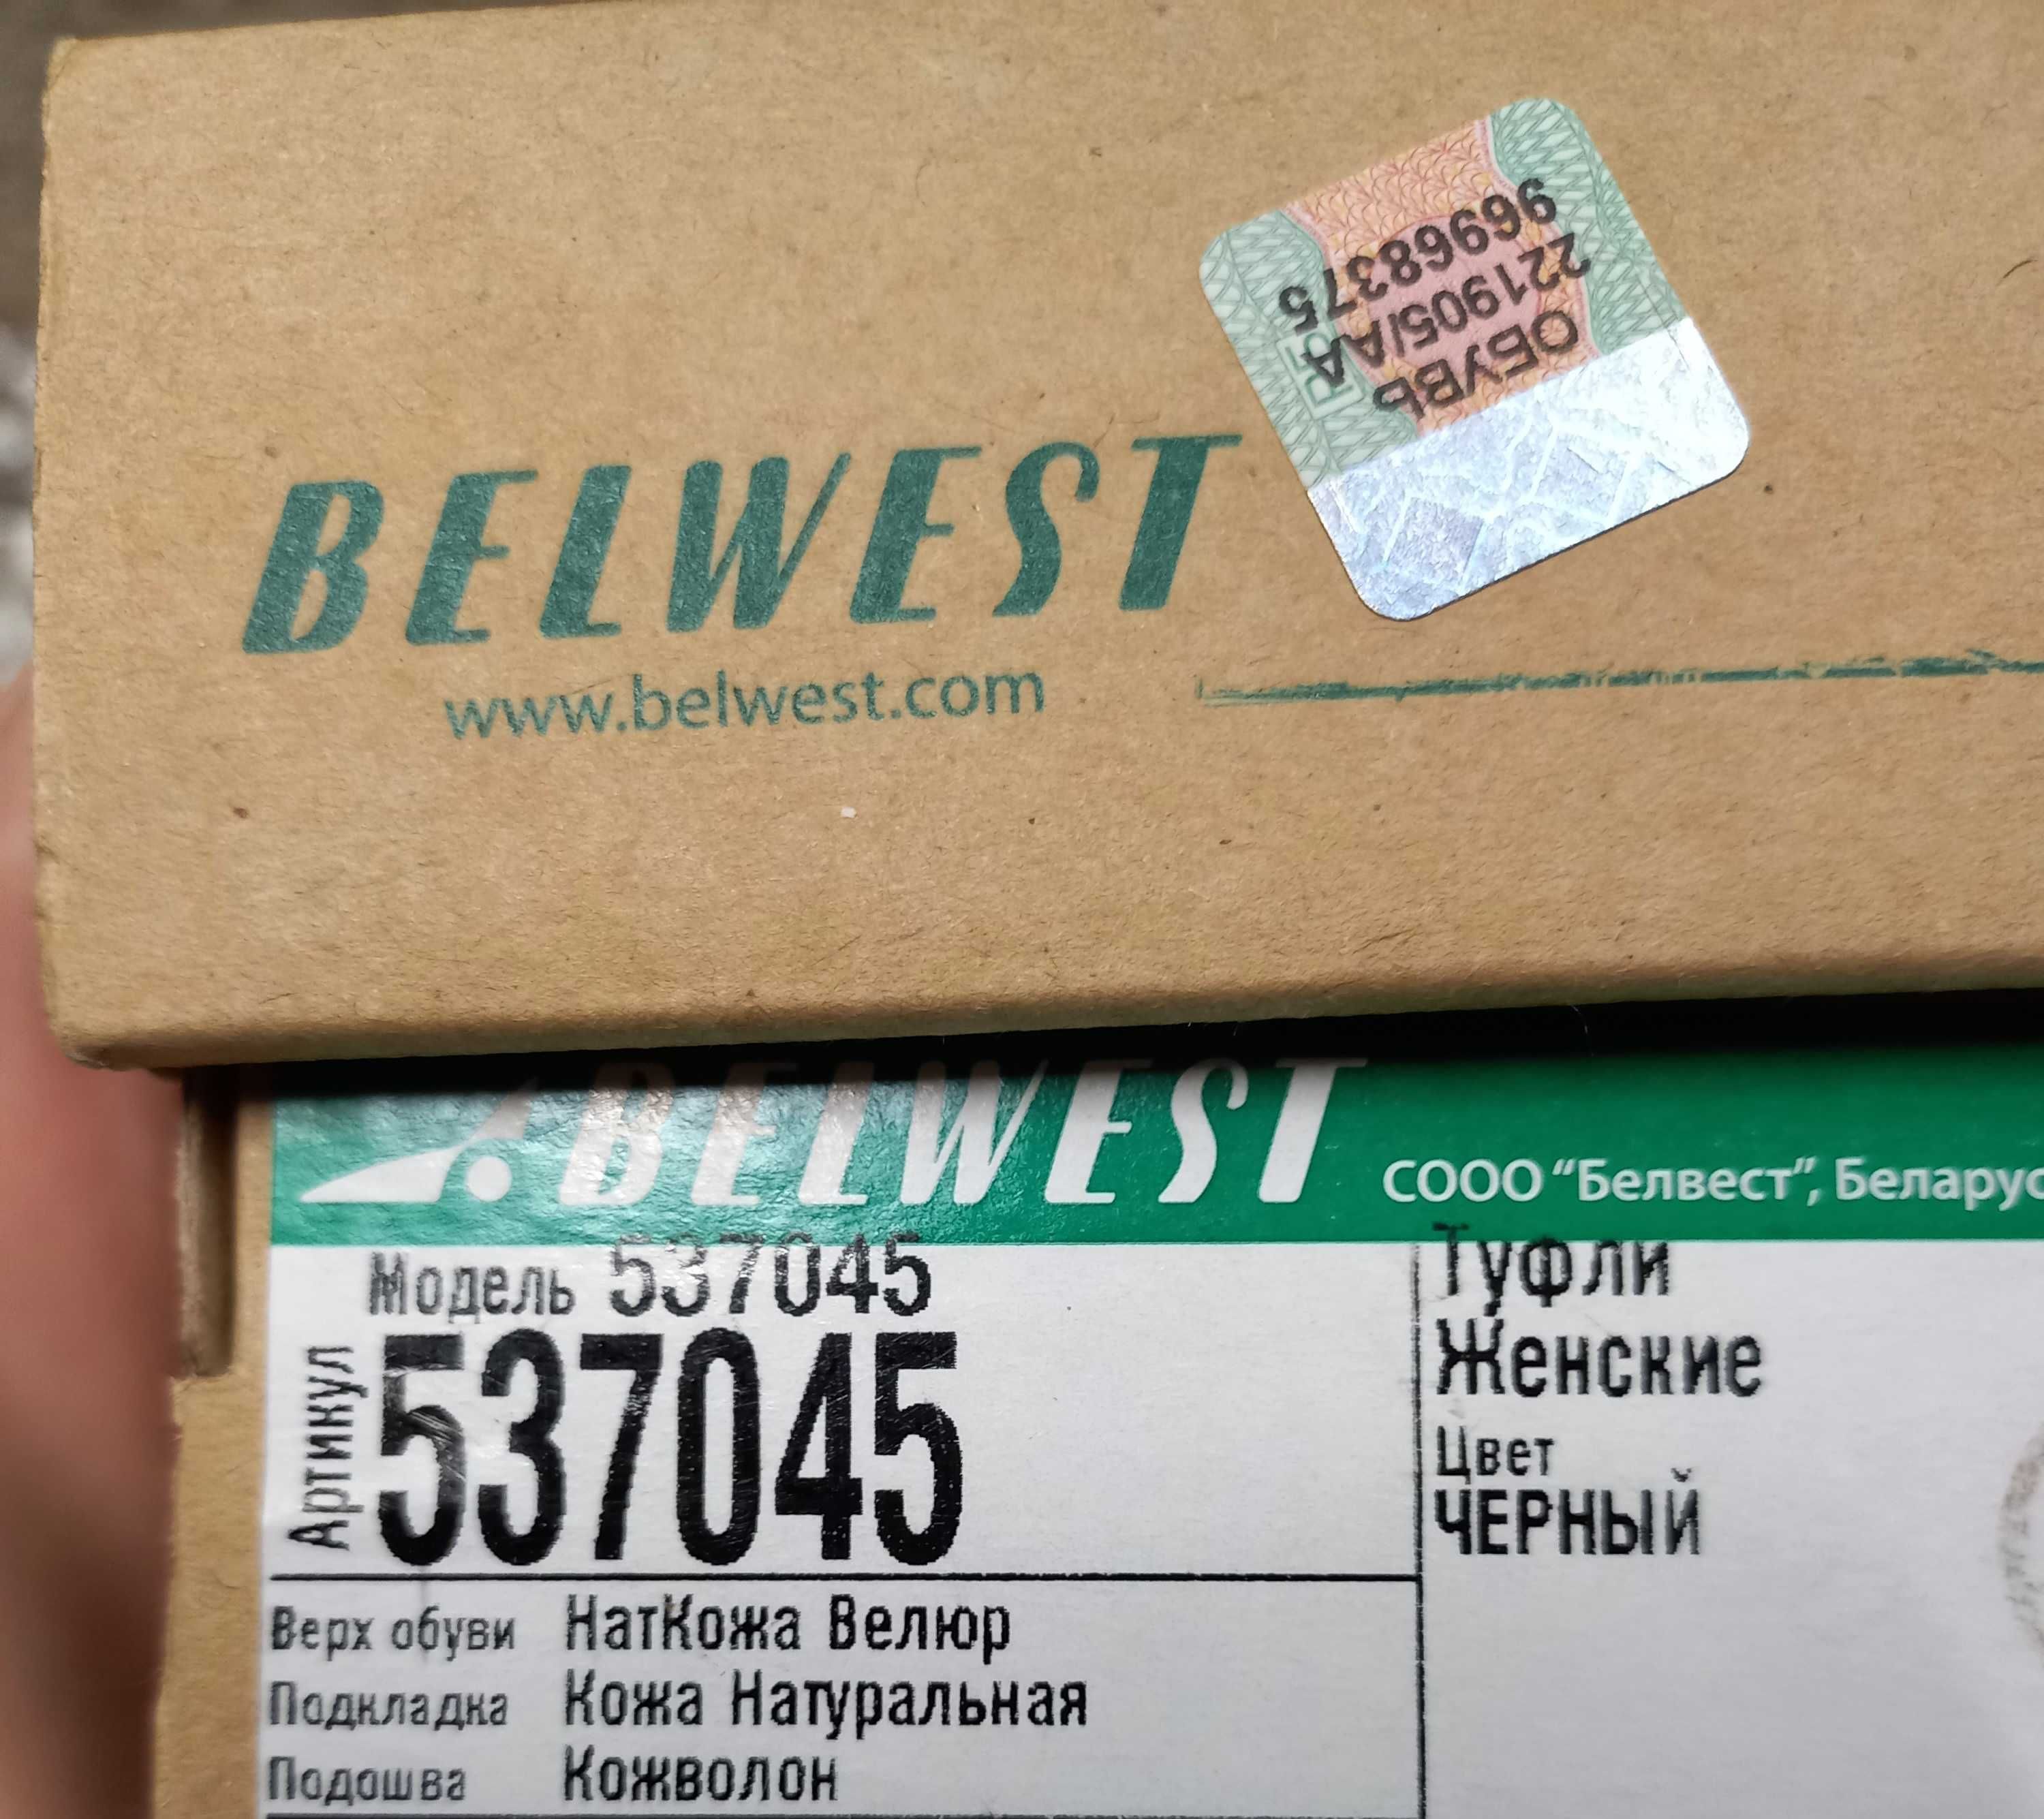 BELWEST
www.belwest.com
ОБУВЬ
221905/АА
96968375
BELWEST
СООО "Белвест", Беларус
Модель 537045
Артикул
537045
Туфли
Женские
Цвет
ЧЕРНЫЙ
Верх обуви НатКожа Велюр
Подкладка Кожа Натуральная
Подошва Кожволон